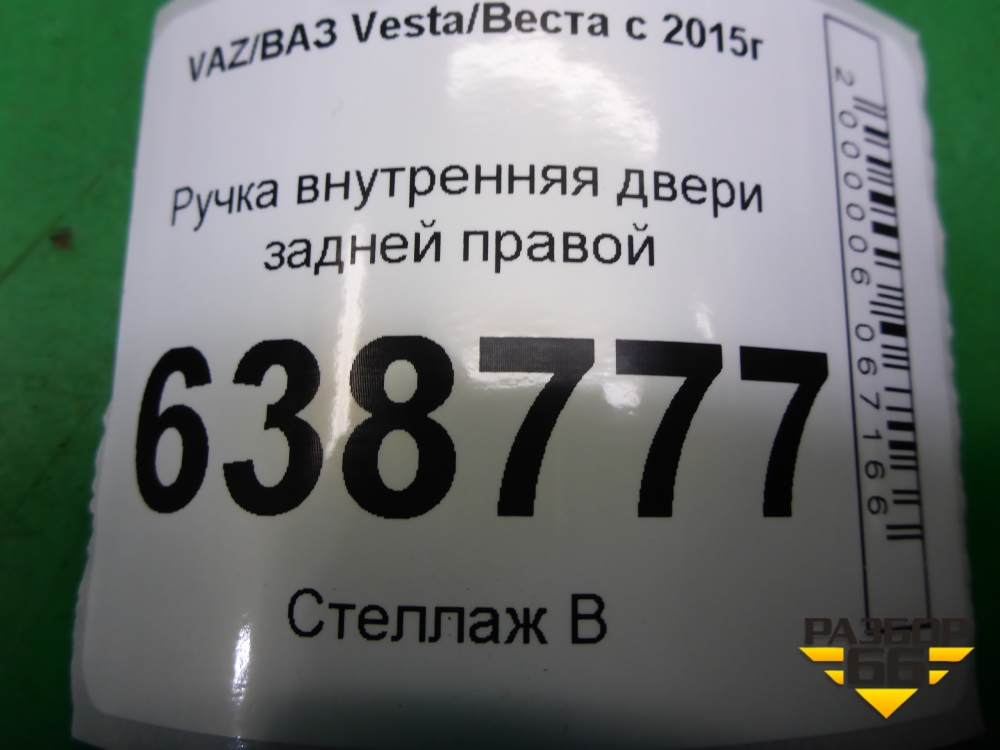 VAZ/ВАЗ Vesta/Веста с 2015г
Ручка внутренняя двери
задней правой
638777
Стеллаж В
2000006067166
РАЗБОР
66